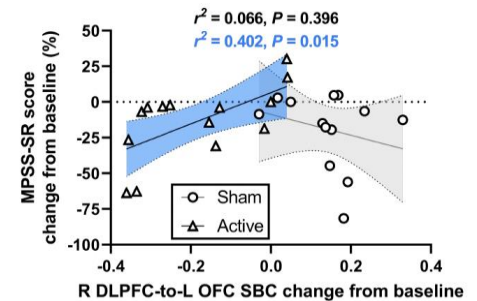 r² = 0.066, P = 0.396
r² = 0.402, P = 0.015
MPSS-SR score
change from baseline (%)
50
25
0
-25
-50
-75
-100
Sham
Active
-0.4
-0.2
0.0
0.2
0.4
R DLPFC-to-L OFC SBC change from baseline